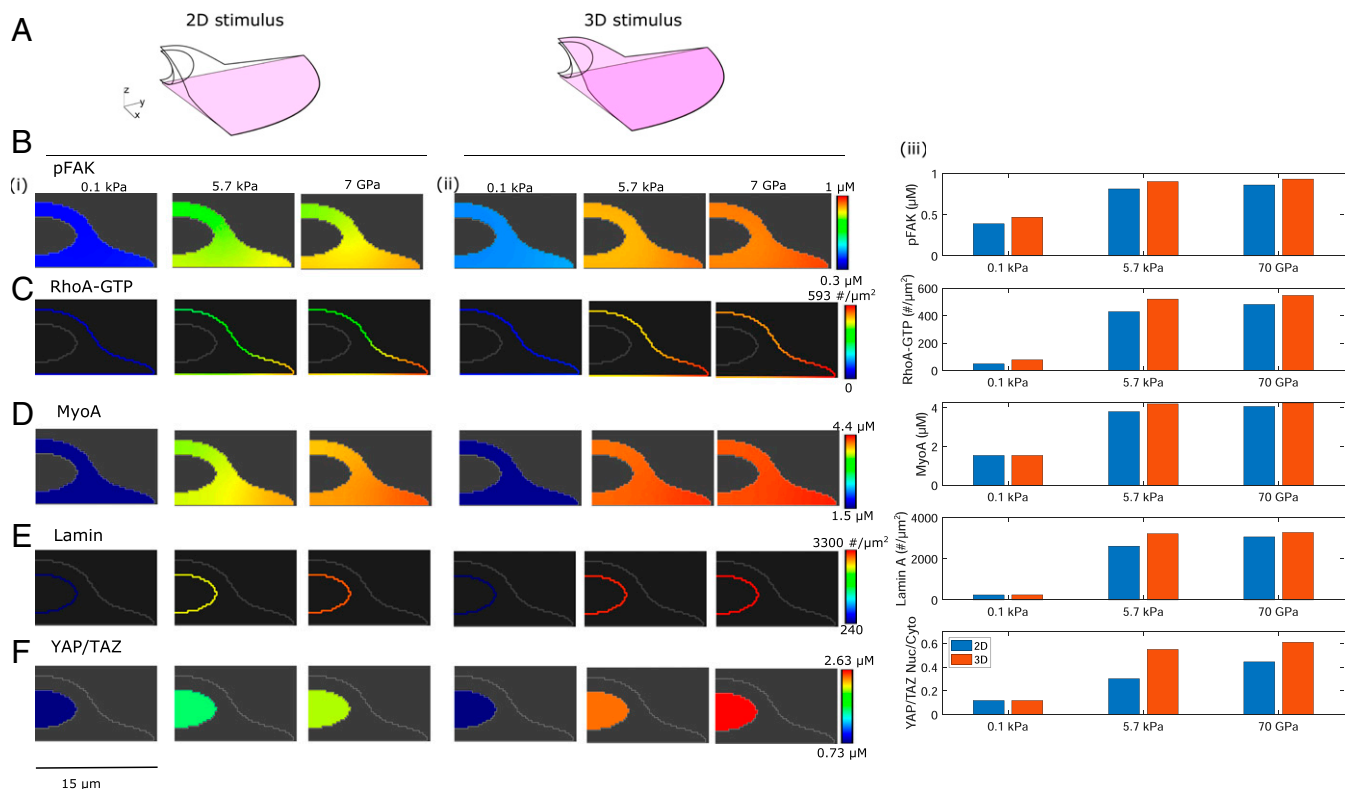 A
2D stimulus
3D stimulus
z
y
x
B
pFAK
(i)
0.1 kPa
5.7 kPa
7 GPa
(ii)
0.1 kPa
5.7 kPa
7 GPa
1 µM
0.3 µM
C
RhoA-GTP
593 #/µm²
0
D
MyoA
4.4 µM
1.5 µM
E
Lamin
3300 #/µm²
240
F
YAP/TAZ
2.63 µM
0.73 µM
15 µm
(iii)
pFAK (µM)
1
0.5
0
0.1 kPa
5.7 kPa
70 GPa
RhoA-GTP (#/µm²)
600
400
200
0
0.1 kPa
5.7 kPa
70 GPa
MyoA (µM)
4
2
0
0.1 kPa
5.7 kPa
70 GPa
Lamin A (#/µm²)
4000
2000
0
0.1 kPa
5.7 kPa
70 GPa
YAP/TAZ Nuc/Cyto
0.6
0.4
0.2
0
2D
3D
0.1 kPa
5.7 kPa
70 GPa